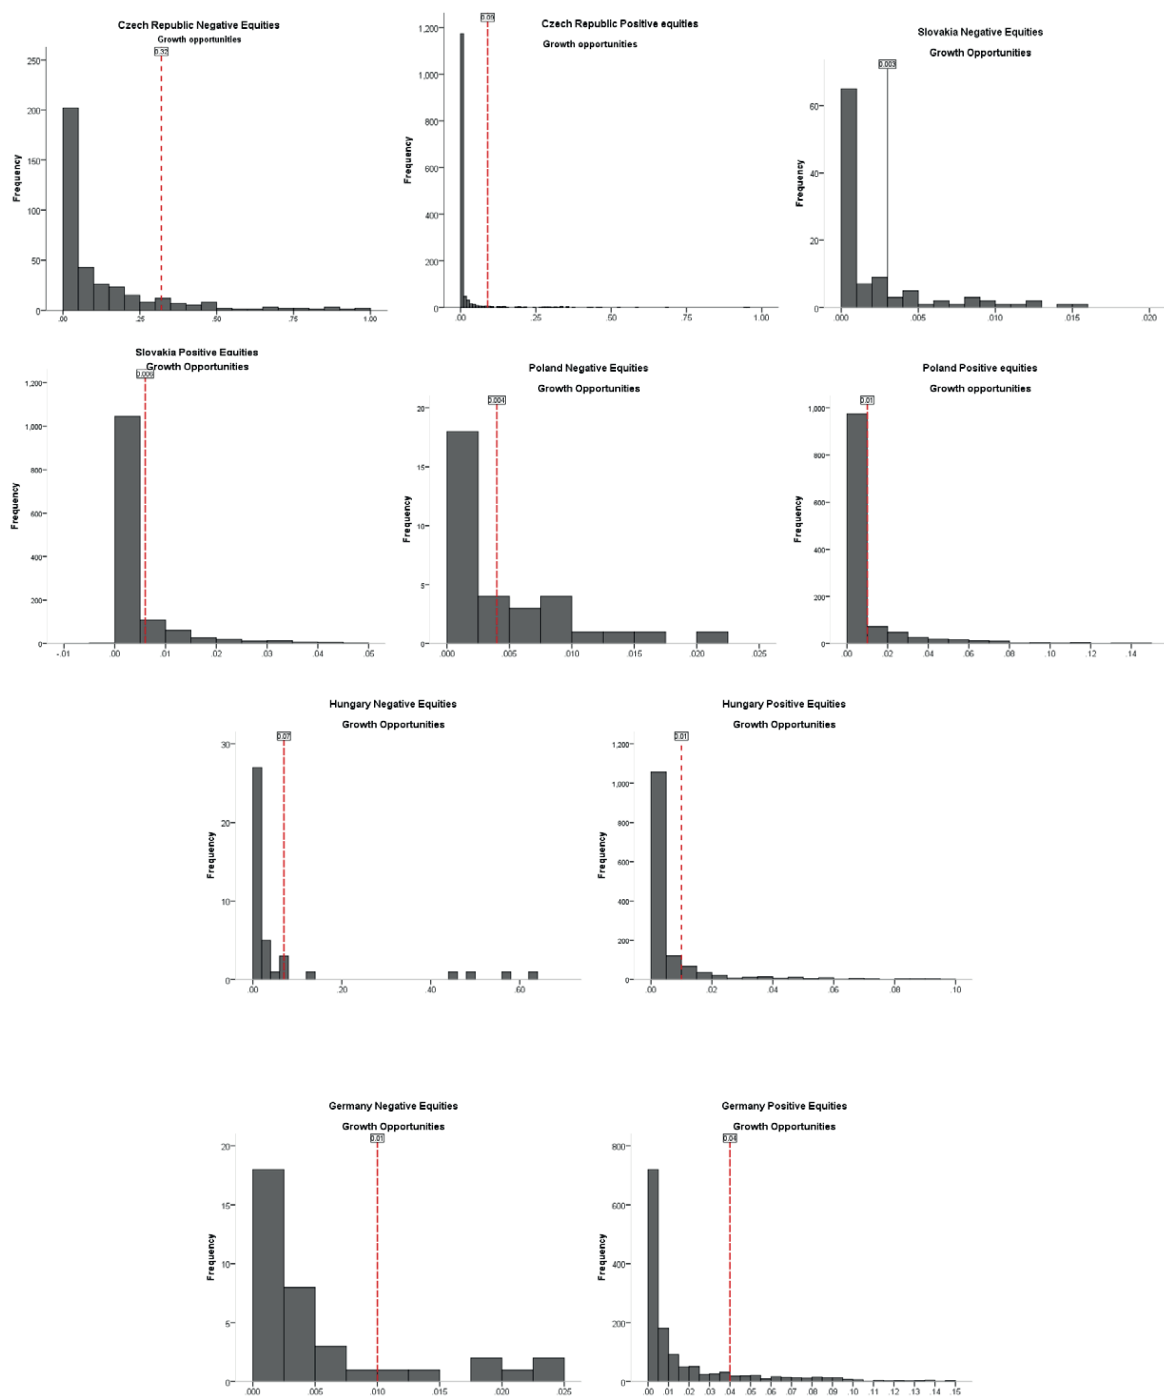 Czech Republic Negative Equities
Growth opportunities
0.32
250
200
150
100
50
0
Frequency
.00 .25 .50 .75 1.00
Czech Republic Positive equities
Growth opportunities
0.09
1,200
1,000
800
600
400
200
0
Frequency
.00 .25 .50 .75 1.00
Slovakia Negative Equities
Growth Opportunities
0.003
60
40
20
0
Frequency
.000 .005 .010 .015 .020
Slovakia Positive Equities
Growth Opportunities
0.006
1,200
1,000
800
600
400
200
0
Frequency
-.01 .00 .01 .02 .03 .04 .05
Poland Negative Equities
Growth Opportunities
0.004
20
15
10
5
0
Frequency
.000 .005 .010 .015 .020 .025
Poland Positive equities
Growth opportunities
0.01
1,000
800
600
400
200
0
Frequency
.00 .02 .04 .06 .08 .10 .12 .14
Hungary Negative Equities
Growth Opportunities
0.07
30
20
10
0
Frequency
.00 .20 .40 .60
Hungary Positive Equities
Growth Opportunities
0.01
1,200
1,000
800
600
400
200
0
Frequency
.00 .02 .04 .06 .08 .10
Germany Negative Equities
Growth Opportunities
0.01
20
15
10
5
0
Frequency
.000 .005 .010 .015 .020 .025
Germany Positive Equities
Growth Opportunities
0.04
800
600
400
200
0
Frequency
.00 .01 .02 .03 .04 .05 .06 .07 .08 .09 .10 .11 .12 .13 .14 .15